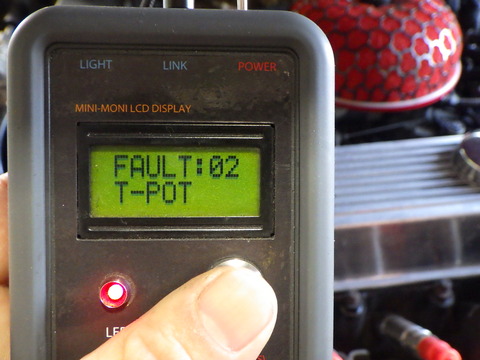 LIGHT LINK POWER
MINI-MONI LCD DISPLAY
FAULT:02
T-POT